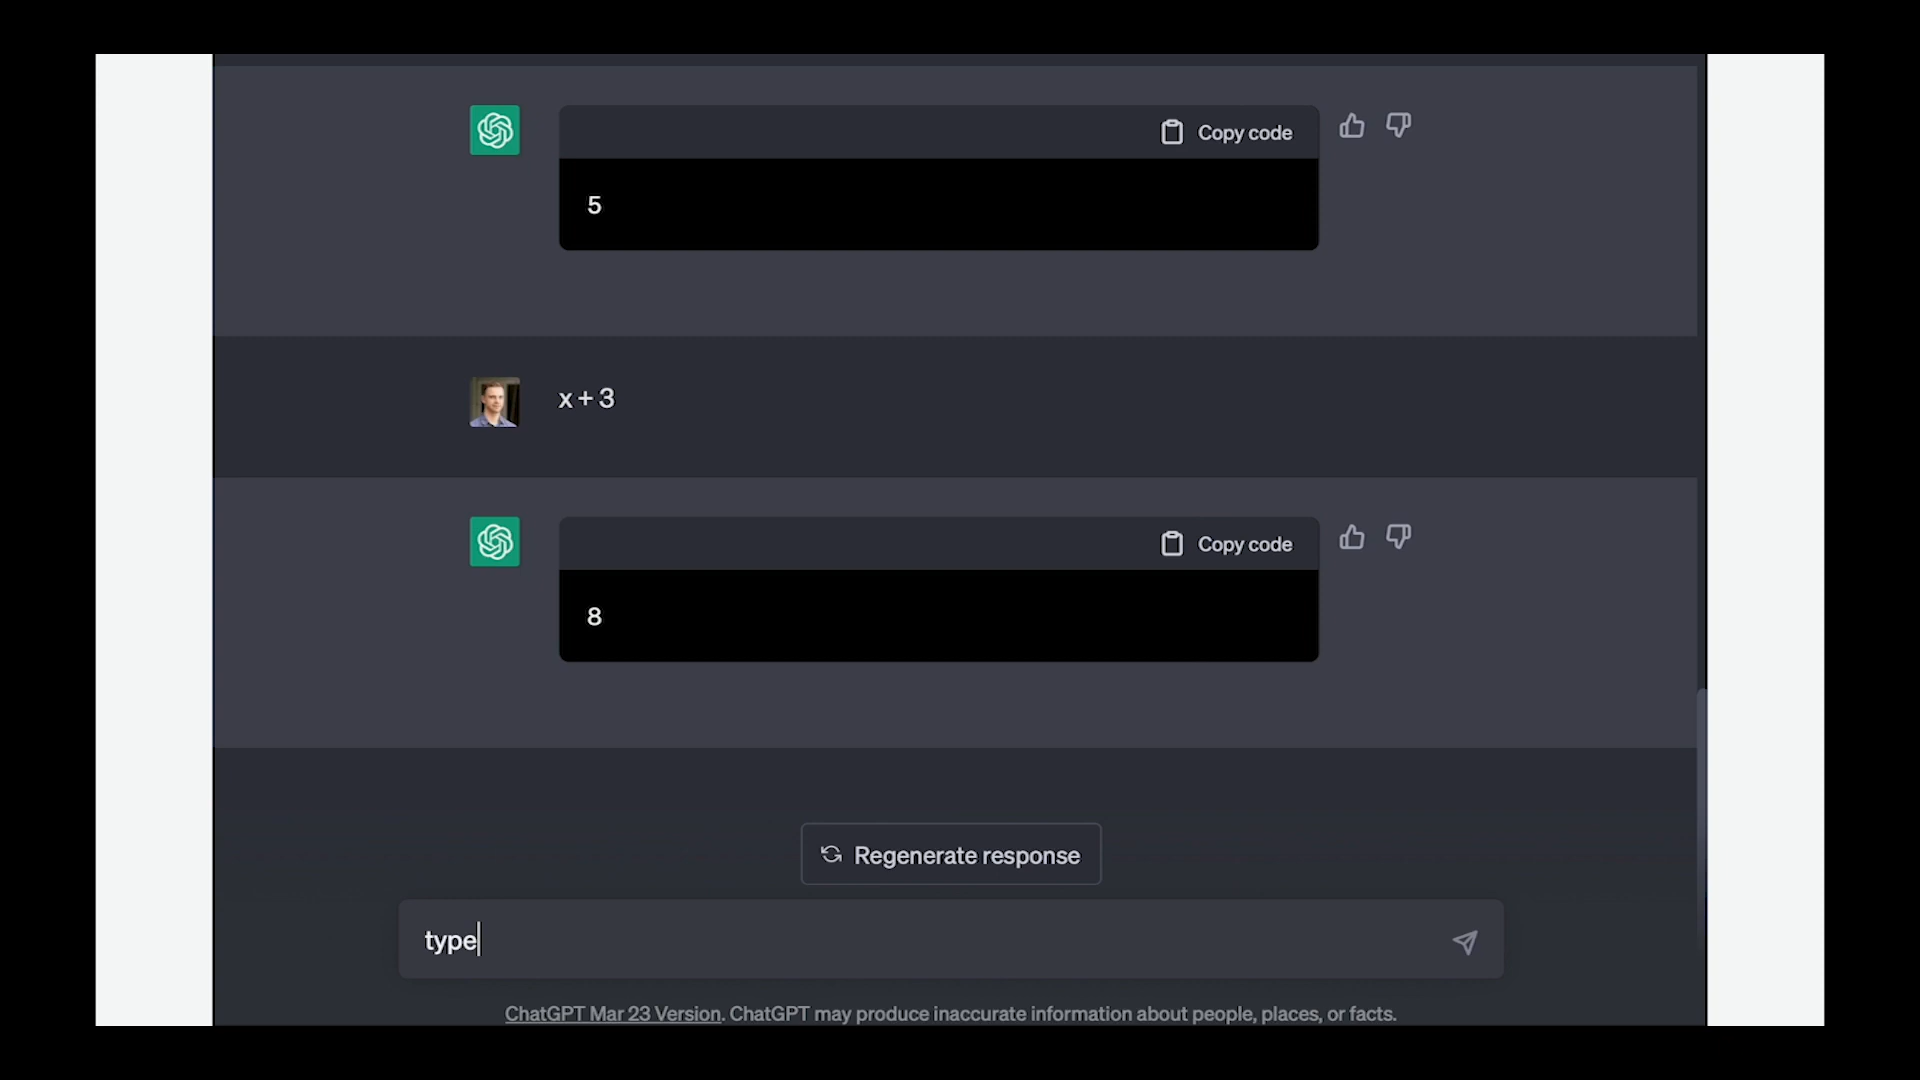 Copy code
5
x + 3
Copy code
8
Regenerate response
type
ChatGPT Mar 23 Version. ChatGPT may produce inaccurate information about people, places, or facts.